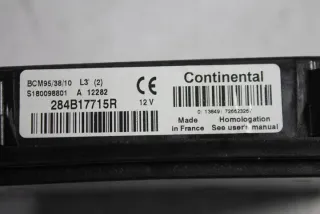 BCM95/38/10 L3 (2)
S180098801 A 12282
CE
Continental
284B17715R 12 V
Made in France
Homologation
See user's manual